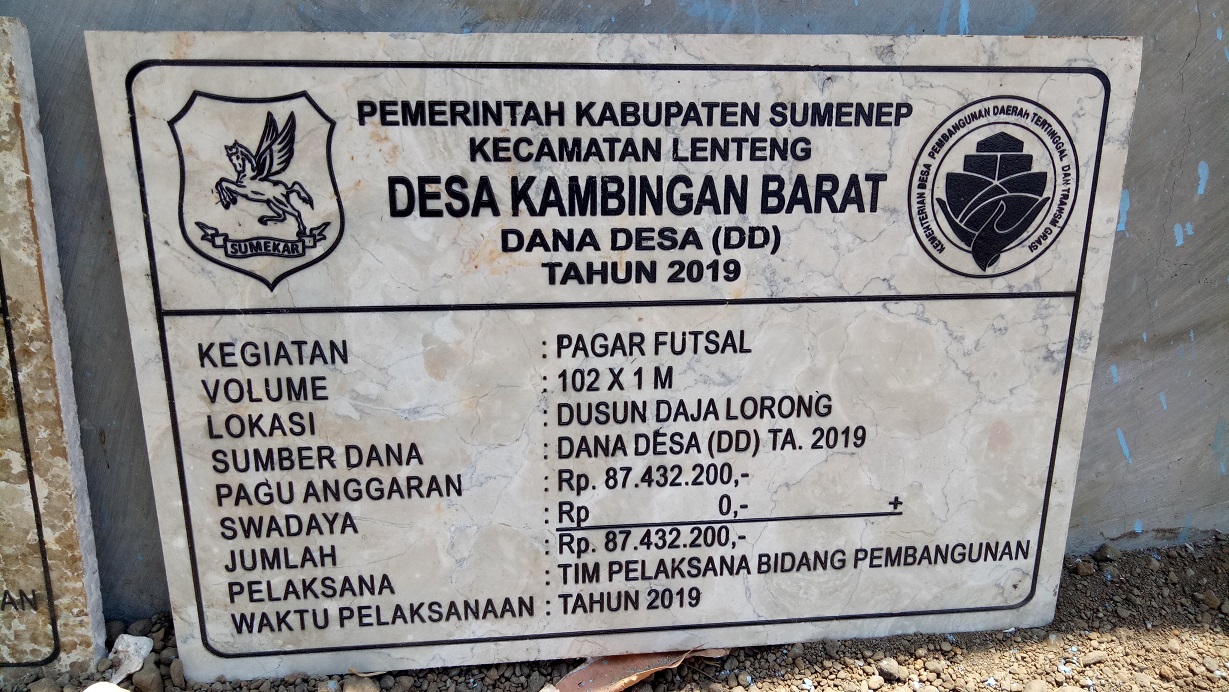 PEMERINTAH KABUPATEN SUMENEP
KECAMATAN LENTENG
DESA KAMBINGAN BARAT
DANA DESA (DD)
TAHUN 2019
SUMEKAR
KEMENTERIAN DESA PEMBANGUNAN DAERAH TERTINGGAL DAN TRANSM GRASI
KEGIATAN : PAGAR FUTSAL
VOLUME : 102 X 1 M
LOKASI : DUSUN DAJA LORONG
SUMBER DANA : DANA DESA (DD) TA. 2019
PAGU ANGGARAN : Rp. 87.432.200,-
SWADAYA : Rp 0,- +
JUMLAH : Rp. 87.432.200,-
PELAKSANA : TIM PELAKSANA BIDANG PEMBANGUNAN
WAKTU PELAKSANAAN : TAHUN 2019
AN